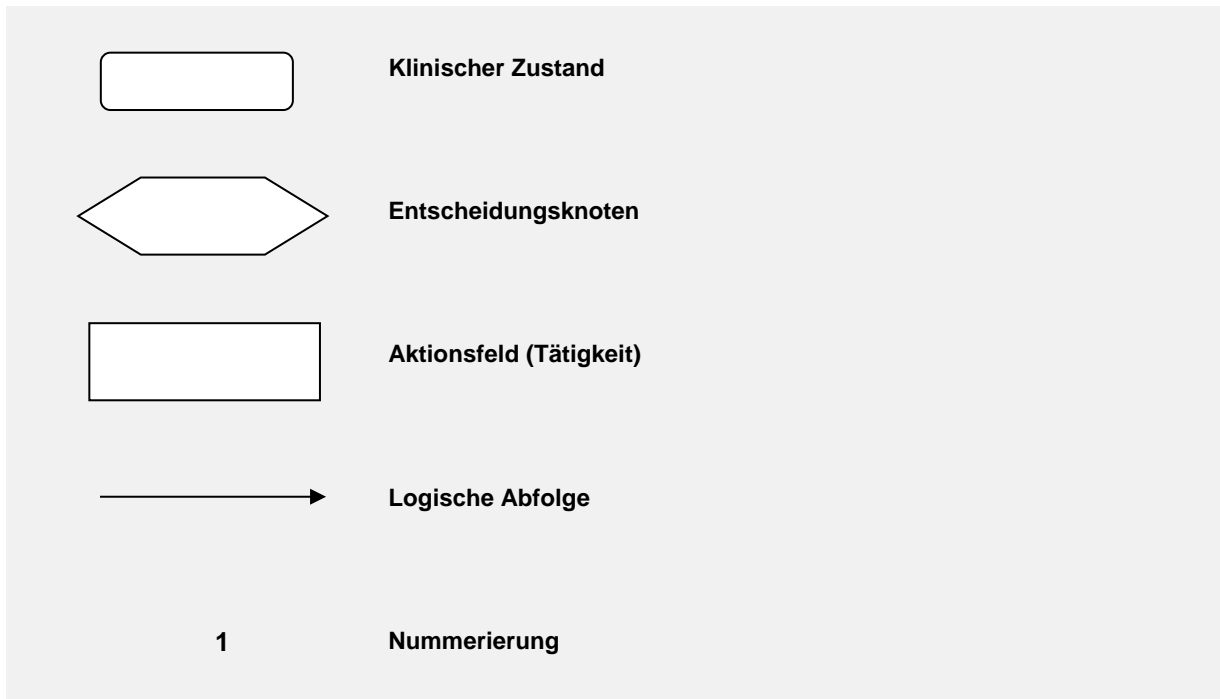 Klinischer Zustand
Entscheidungsknoten
Aktionsfeld (Tätigkeit)
Logische Abfolge
1 Nummerierung